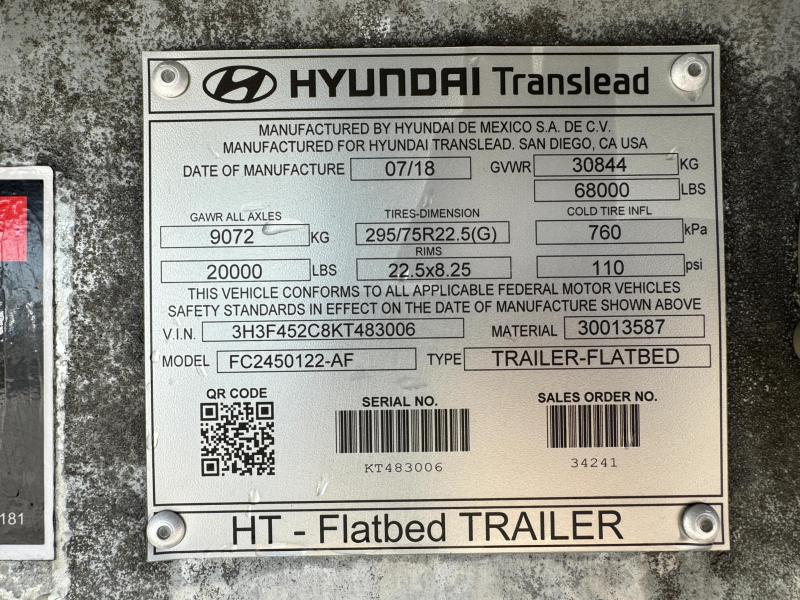 HYUNDAI Translead
MANUFACTURED BY HYUNDAI DE MEXICO S.A. DE C.V.
MANUFACTURED FOR HYUNDAI TRANSLEAD. SAN DIEGO, CA USA
DATE OF MANUFACTURE 07/18 GVWR 30844 KG
68000 LBS
GAWR ALL AXLES TIRES-DIMENSION COLD TIRE INFL
9072 KG 295/75R22.5(G) 760 kPa
RIMS
20000 LBS 22.5x8.25 110 psi
THIS VEHICLE CONFORMS TO ALL APPLICABLE FEDERAL MOTOR VEHICLES
SAFETY STANDARDS IN EFFECT ON THE DATE OF MANUFACTURE SHOWN ABOVE
V.I.N. 3H3F452C8KT483006 MATERIAL 30013587
MODEL FC2450122-AF TYPE TRAILER-FLATBED
QR CODE SERIAL NO. SALES ORDER NO.
KT483006 34241
HT - Flatbed TRAILER
181